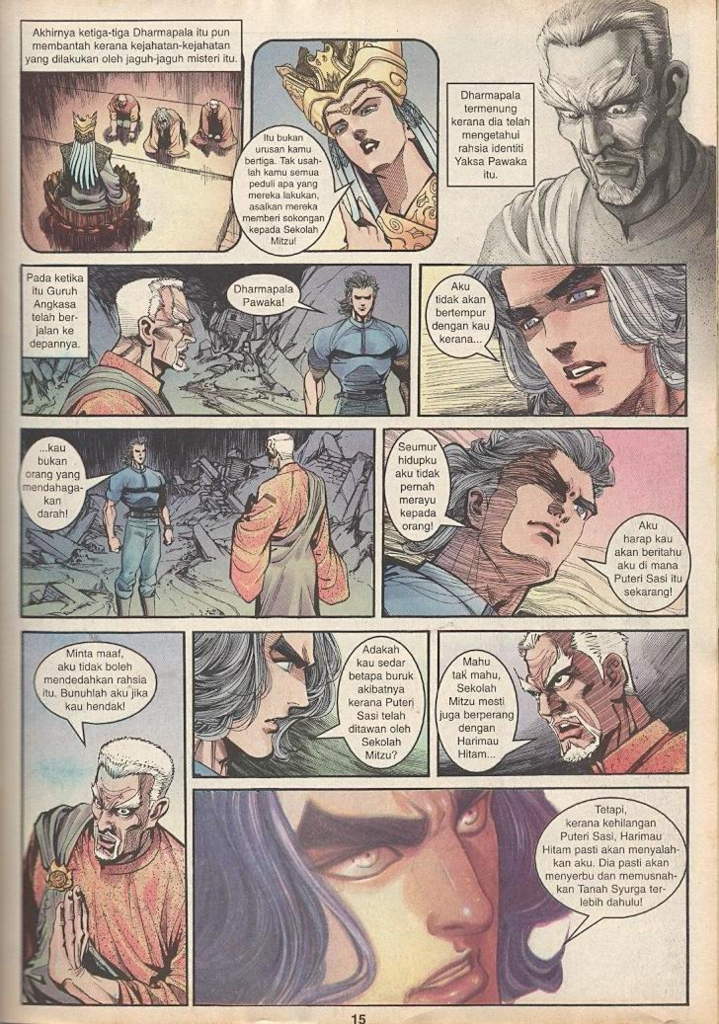 Akhirnya ketiga-tiga Dharmapala itu pun
membantah kerana kejahatan-kejahatan
yang dilakukan oleh jaguh-jaguh misteri itu.
Itu bukan
urusan kamu
bertiga. Tak usah-
lah kamu semua
peduli apa yang
mereka lakukan,
asalkan mereka
memberi sokongan
kepada Sekolah
Mitzu!
Dharmapala
termenung
kerana dia telah
mengetahui
rahsia identiti
Yaksa Pawaka
itu.
Pada ketika
itu Guruh
Angkasa
telah ber-
jalan ke
depannya.
Dharmapala
Pawaka!
Aku
tidak akan
bertempur
dengan kau
kerana...
...kau
bukan
orang yang
mendahaga-
kan
darah!
Seumur
hidupku
aku tidak
pernah
merayu
kepada
orang!
Aku
harap kau
akan beritahu
aku di mana
Puteri Sasi itu
sekarang!
Minta maaf,
aku tidak boleh
mendedahkan rahsia
itu. Bunuhlah aku jika
kau hendak!
Adakah
kau sedar
betapa buruk
akibatnya
kerana Puteri
Sasi telah
ditawan oleh
Sekolah
Mitzu?
Mahu
tak mahu,
Sekolah
Mitzu mesti
juga berperang
dengan
Harimau
Hitam...
Tetapi,
kerana kehilangan
Puteri Sasi, Harimau
Hitam pasti akan menyalah-
kan aku. Dia pasti akan
menyerbu dan memusnah-
kan Tanah Syurga ter-
lebih dahulu!
15